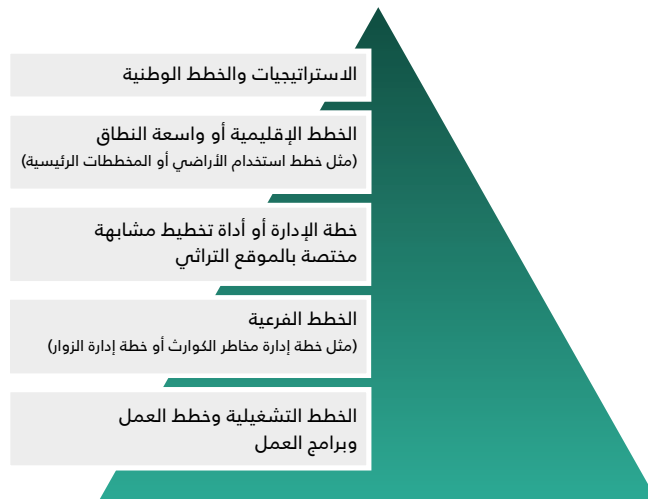 الاستراتيجيات والخطط الوطنية
الخطط الإقليمية أو واسعة النطاق
(مثل خطط استخدام الأراضي أو المخططات الرئيسية)
خطة الإدارة أو أداة تخطيط مشابهة
مختصة بالموقع التراثي
الخطط الفرعية
(مثل خطة إدارة مخاطر الكوارث أو خطة إدارة الزوار)
الخطط التشغيلية وخطط العمل
وبرامج العمل